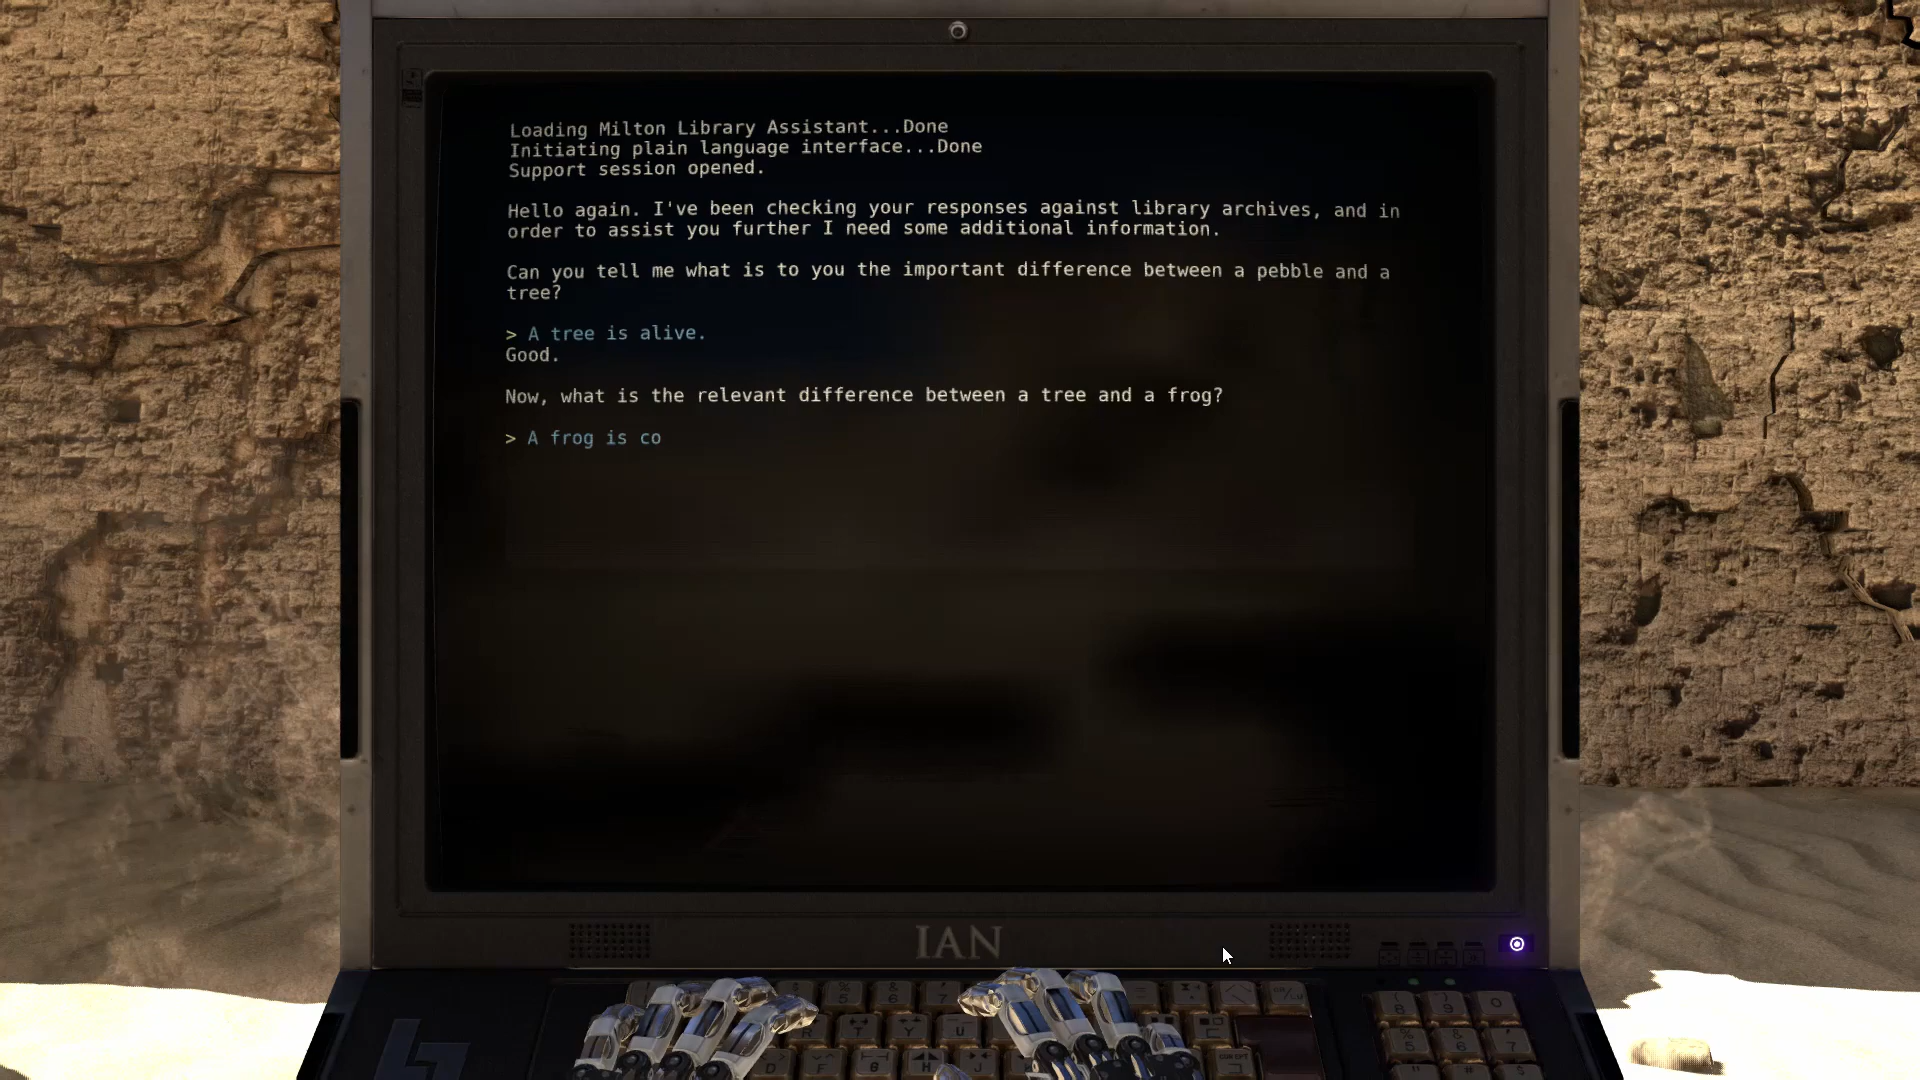 Loading Milton Library Assistant...Done
Initiating plain language interface...Done
Support session opened.
Hello again. I've been checking your responses against library archives, and in
order to assist you further I need some additional information.
Can you tell me what is to you the important difference between a pebble and a
tree?
> A tree is alive.
Good.
Now, what is the relevant difference between a tree and a frog?
> A frog is co
IAN